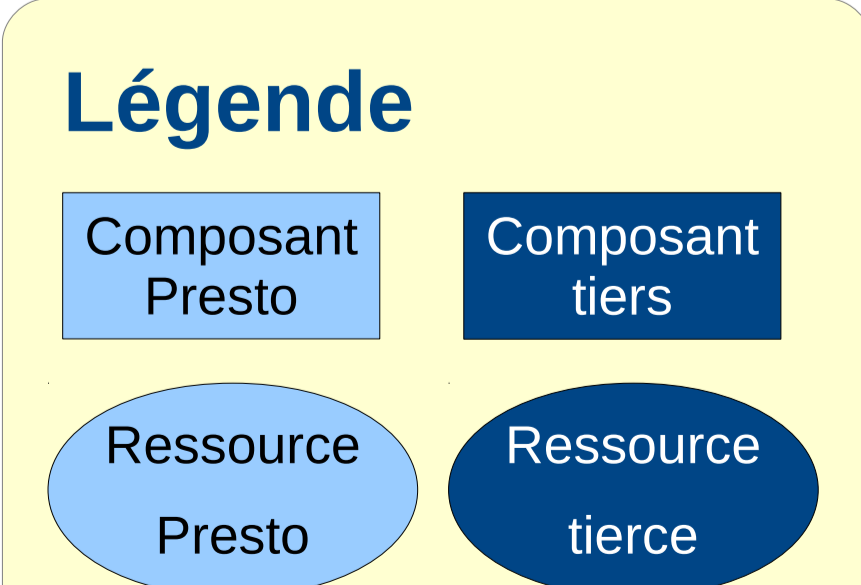 Légende
Composant
Presto
Composant
tiers
Ressource
Presto
Ressource
tierce